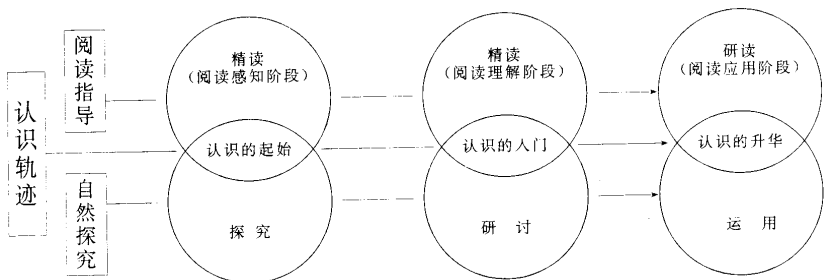 认识轨迹
阅读指导
自然探究
精读
（阅读感知阶段）
认识的起始
探 究
精读
（阅读理解阶段）
认识的人门
研 讨
研读
（阅读应用阶段）
认识的升华
运 用